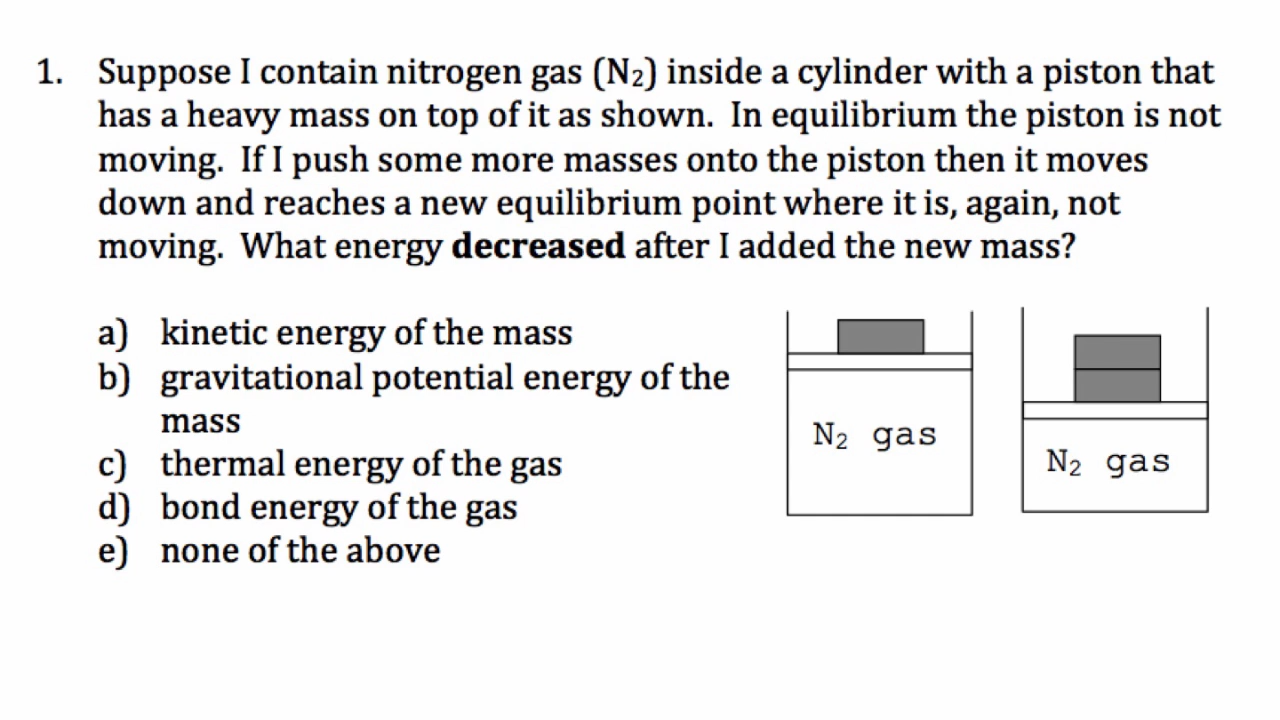 1. Suppose I contain nitrogen gas (N₂) inside a cylinder with a piston that
has a heavy mass on top of it as shown.  In equilibrium the piston is not
moving.  If I push some more masses onto the piston then it moves
down and reaches a new equilibrium point where it is, again, not
moving.  What energy decreased after I added the new mass?
a) kinetic energy of the mass
b) gravitational potential energy of the
mass
c) thermal energy of the gas
d) bond energy of the gas
e) none of the above
N₂ gas
N₂ gas